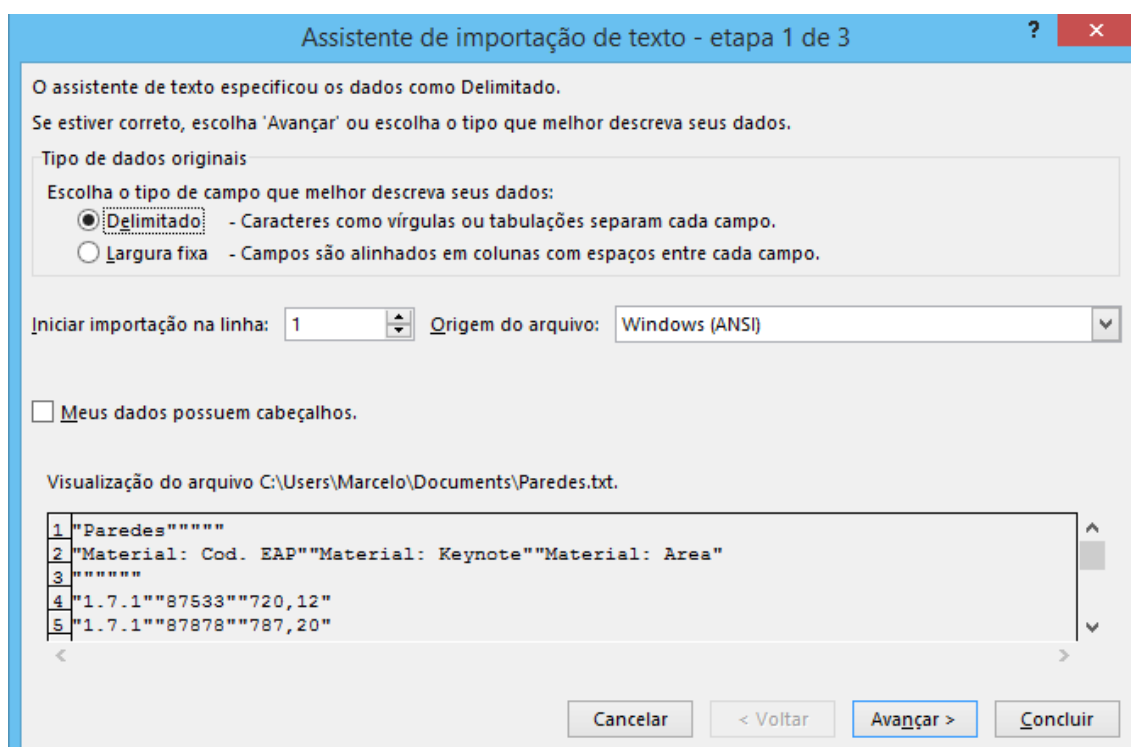 Assistente de importação de texto - etapa 1 de 3
?
×
O assistente de texto especificou os dados como Delimitado.
Se estiver correto, escolha 'Avançar' ou escolha o tipo que melhor descreva seus dados.
Tipo de dados originais
Escolha o tipo de campo que melhor descreva seus dados:
Delimitado - Caracteres como vírgulas ou tabulações separam cada campo.
Largura fixa - Campos são alinhados em colunas com espaços entre cada campo.
Iniciar importação na linha: 1 Origem do arquivo: Windows (ANSI)
Meus dados possuem cabeçalhos.
Visualização do arquivo C:\Users\Marcelo\Documents\Paredes.txt.
1 "Paredes"""""
2 "Material: Cod. EAP""Material: Keynote""Material: Area"
3 """"""
4 "1.7.1""87533""720,12"
5 "1.7.1""87878""787,20"
Cancelar < Voltar Avançar > Concluir